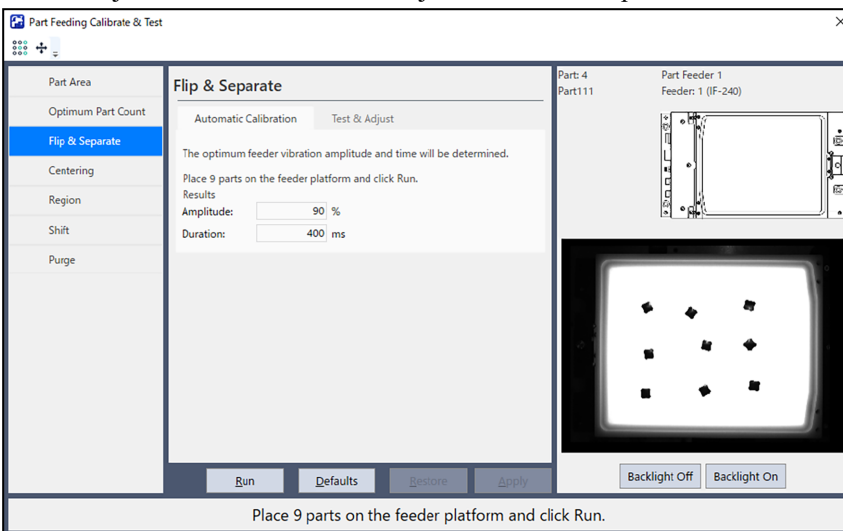 Part Feeding Calibrate & Test
Part Area
Optimum Part Count
Flip & Separate
Centering
Region
Shift
Purge
Flip & Separate
Automatic Calibration
Test & Adjust
The optimum feeder vibration amplitude and time will be determined.
Place 9 parts on the feeder platform and click Run.
Results
Amplitude: 90 %
Duration: 400 ms
Run
Defaults
Restore
Apply
Part: 4
Part Feeder 1
Part111
Feeder: 1 (IF-240)
Backlight Off
Backlight On
Place 9 parts on the feeder platform and click Run.